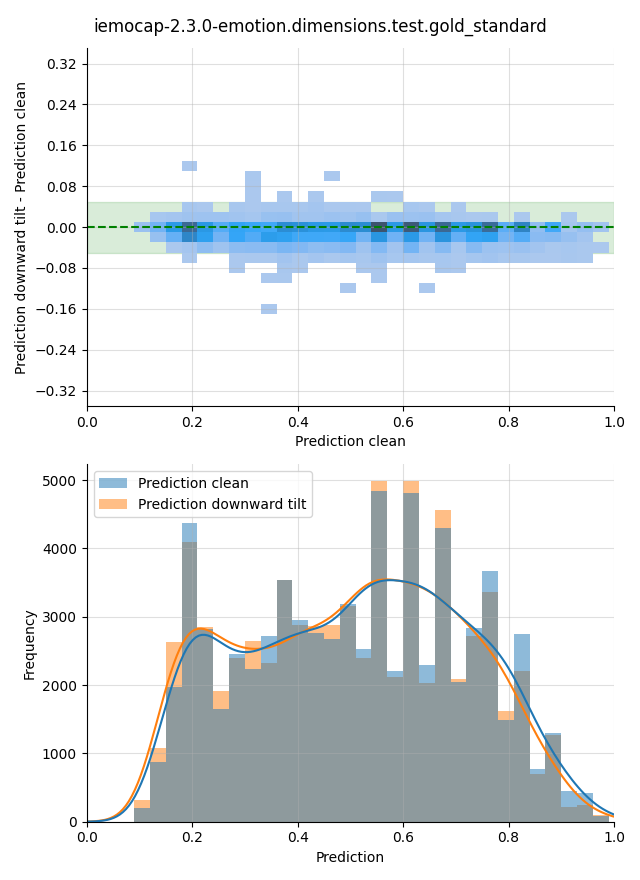 iemocap-2.3.0-emotion.dimensions.test.gold_standard
Prediction downward tilt - Prediction clean
0.32
0.24
0.16
0.08
0.00
−0.08
−0.16
−0.24
−0.32
0.0 0.2 0.4 0.6 0.8 1.0
Prediction clean
Prediction clean
Prediction downward tilt
Frequency
5000
4000
3000
2000
1000
0
0.0 0.2 0.4 0.6 0.8 1.0
Prediction